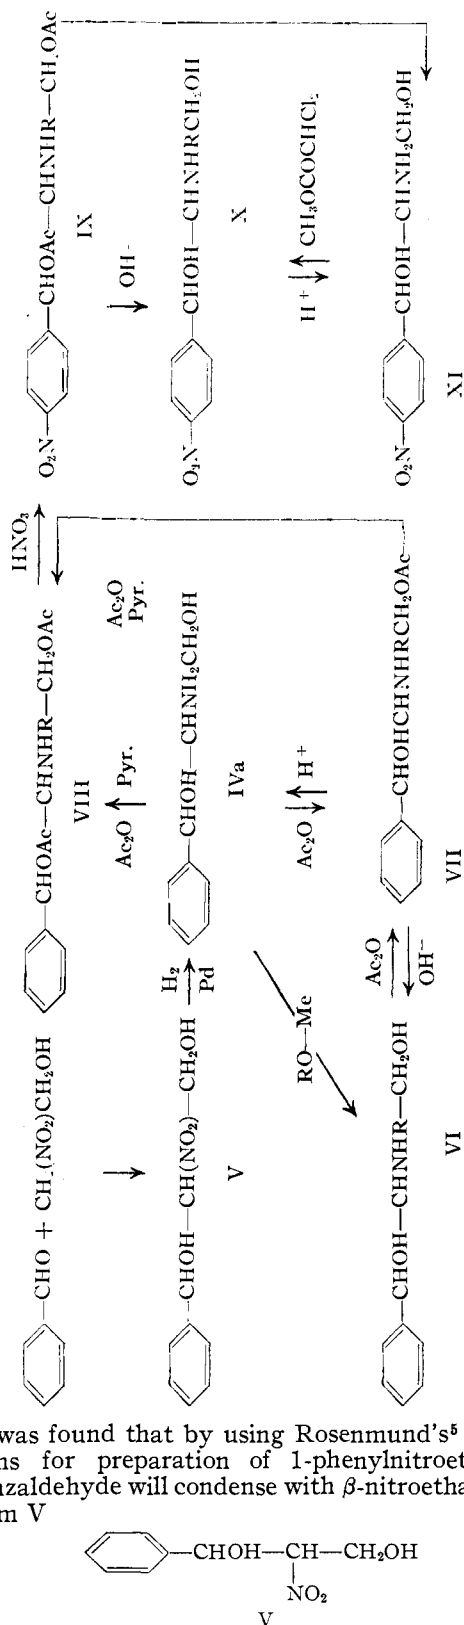 CHO + CH₂(NO₂)CH₂OH
CHOAc—CHNHR—CH₂OAc
HNO₃
O₂N—CHOAc—CHNHR—CH₂OAc
VIII
IX
Ac₂O Pyr.
Ac₂O
Pyr.
OH⁻
CHOH—CH(NO₂)—CH₂OH
H₂
Pd
CHOH—CHNH₂CH₂OH
O₂N—CHOH—CHNHRCH₂OH
V
IVa
X
RO—Me
Ac₂O H⁺
H⁺ CH₃OCOCHCl₂
CHOH—CHNHR—CH₂OH
Ac₂O
OH⁻
CHOHCHNHRCH₂OAc
O₂N—CHOH—CHNH₂CH₂OH
VI
VII
XI
was found that by using Rosenmund's⁵
ns for preparation of 1-phenylnitroet
nzaldehyde will condense with β-nitroetha
m V
CHOH—CH—CH₂OH
NO₂
V